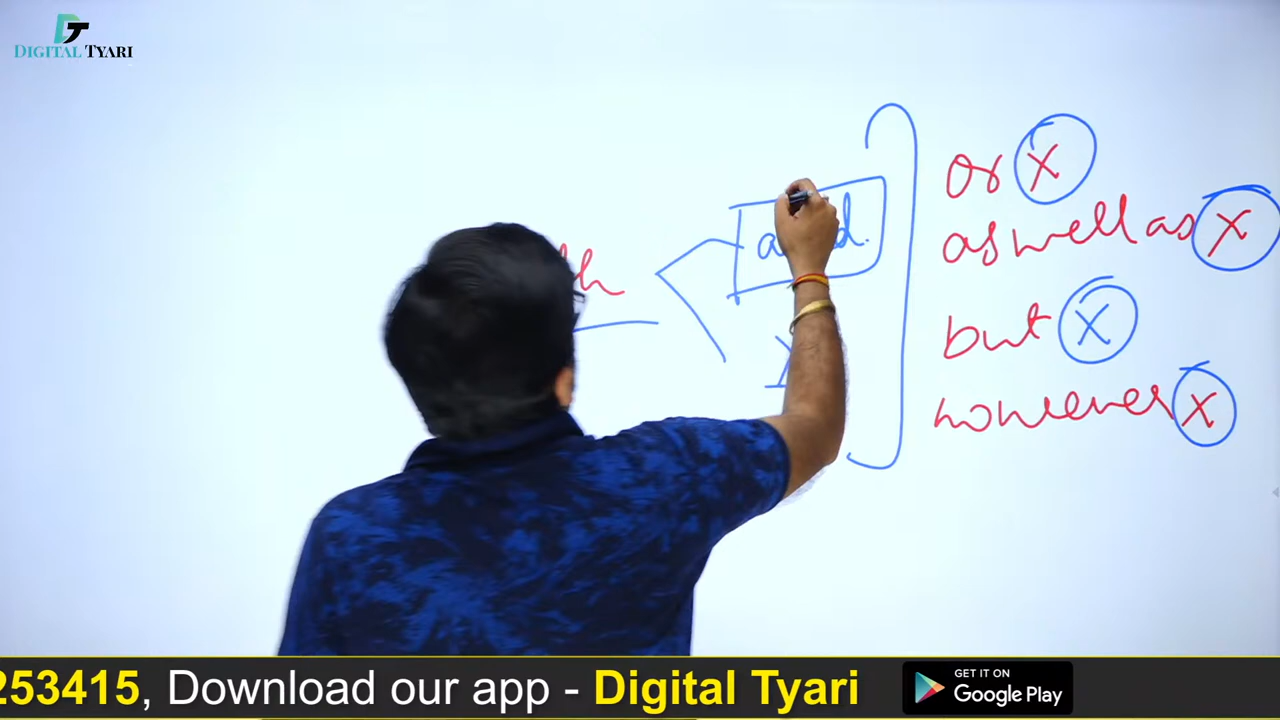 DT
DIGITAL TYARI
or X
as well as X
but X
however X
253415, Download our app - Digital Tyari
GET IT ON
Google Play